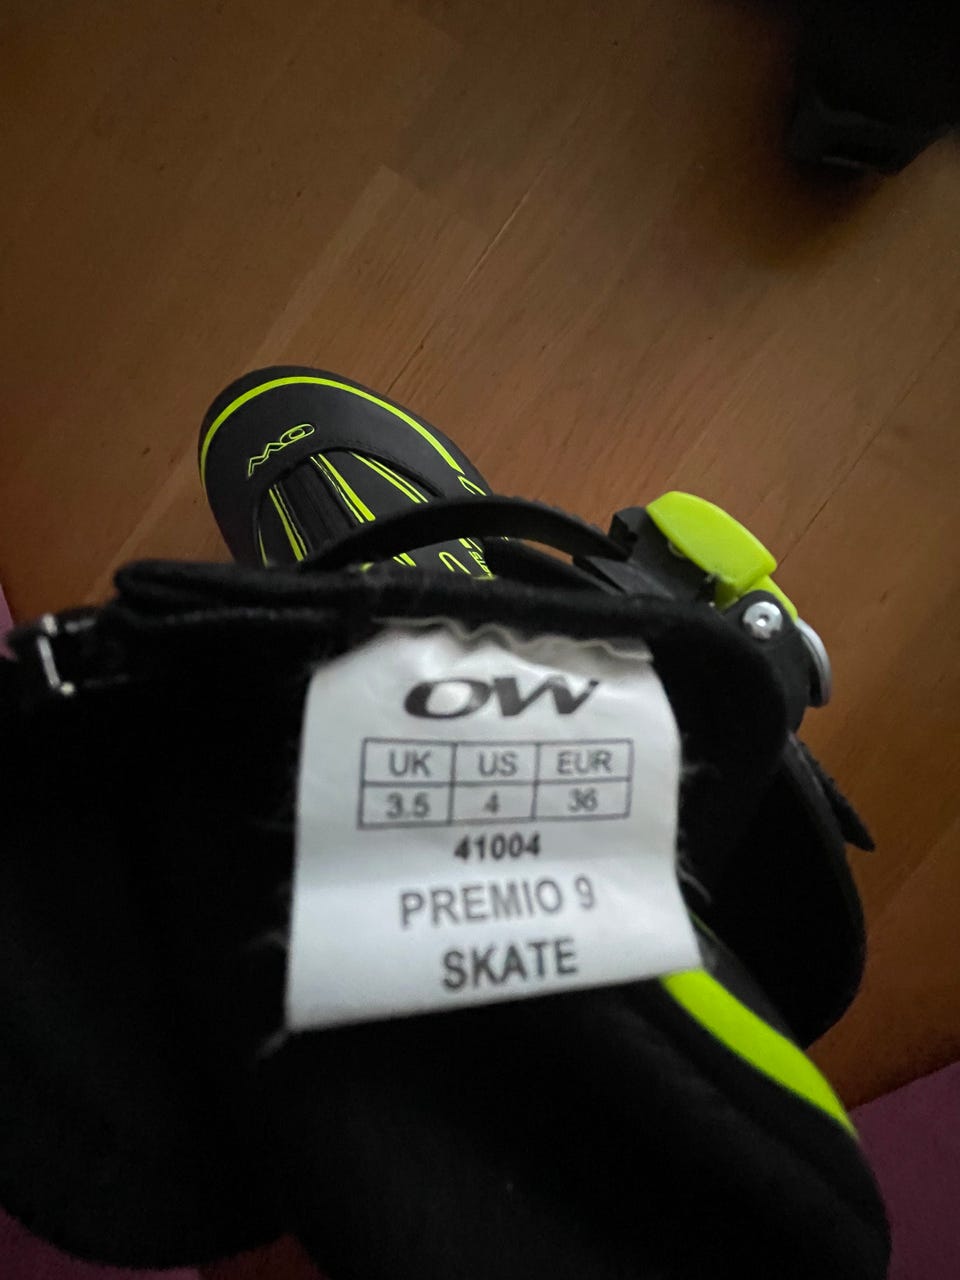 OW
OW
UK US EUR
3.5 4 36
41004
PREMIO 9
SKATE